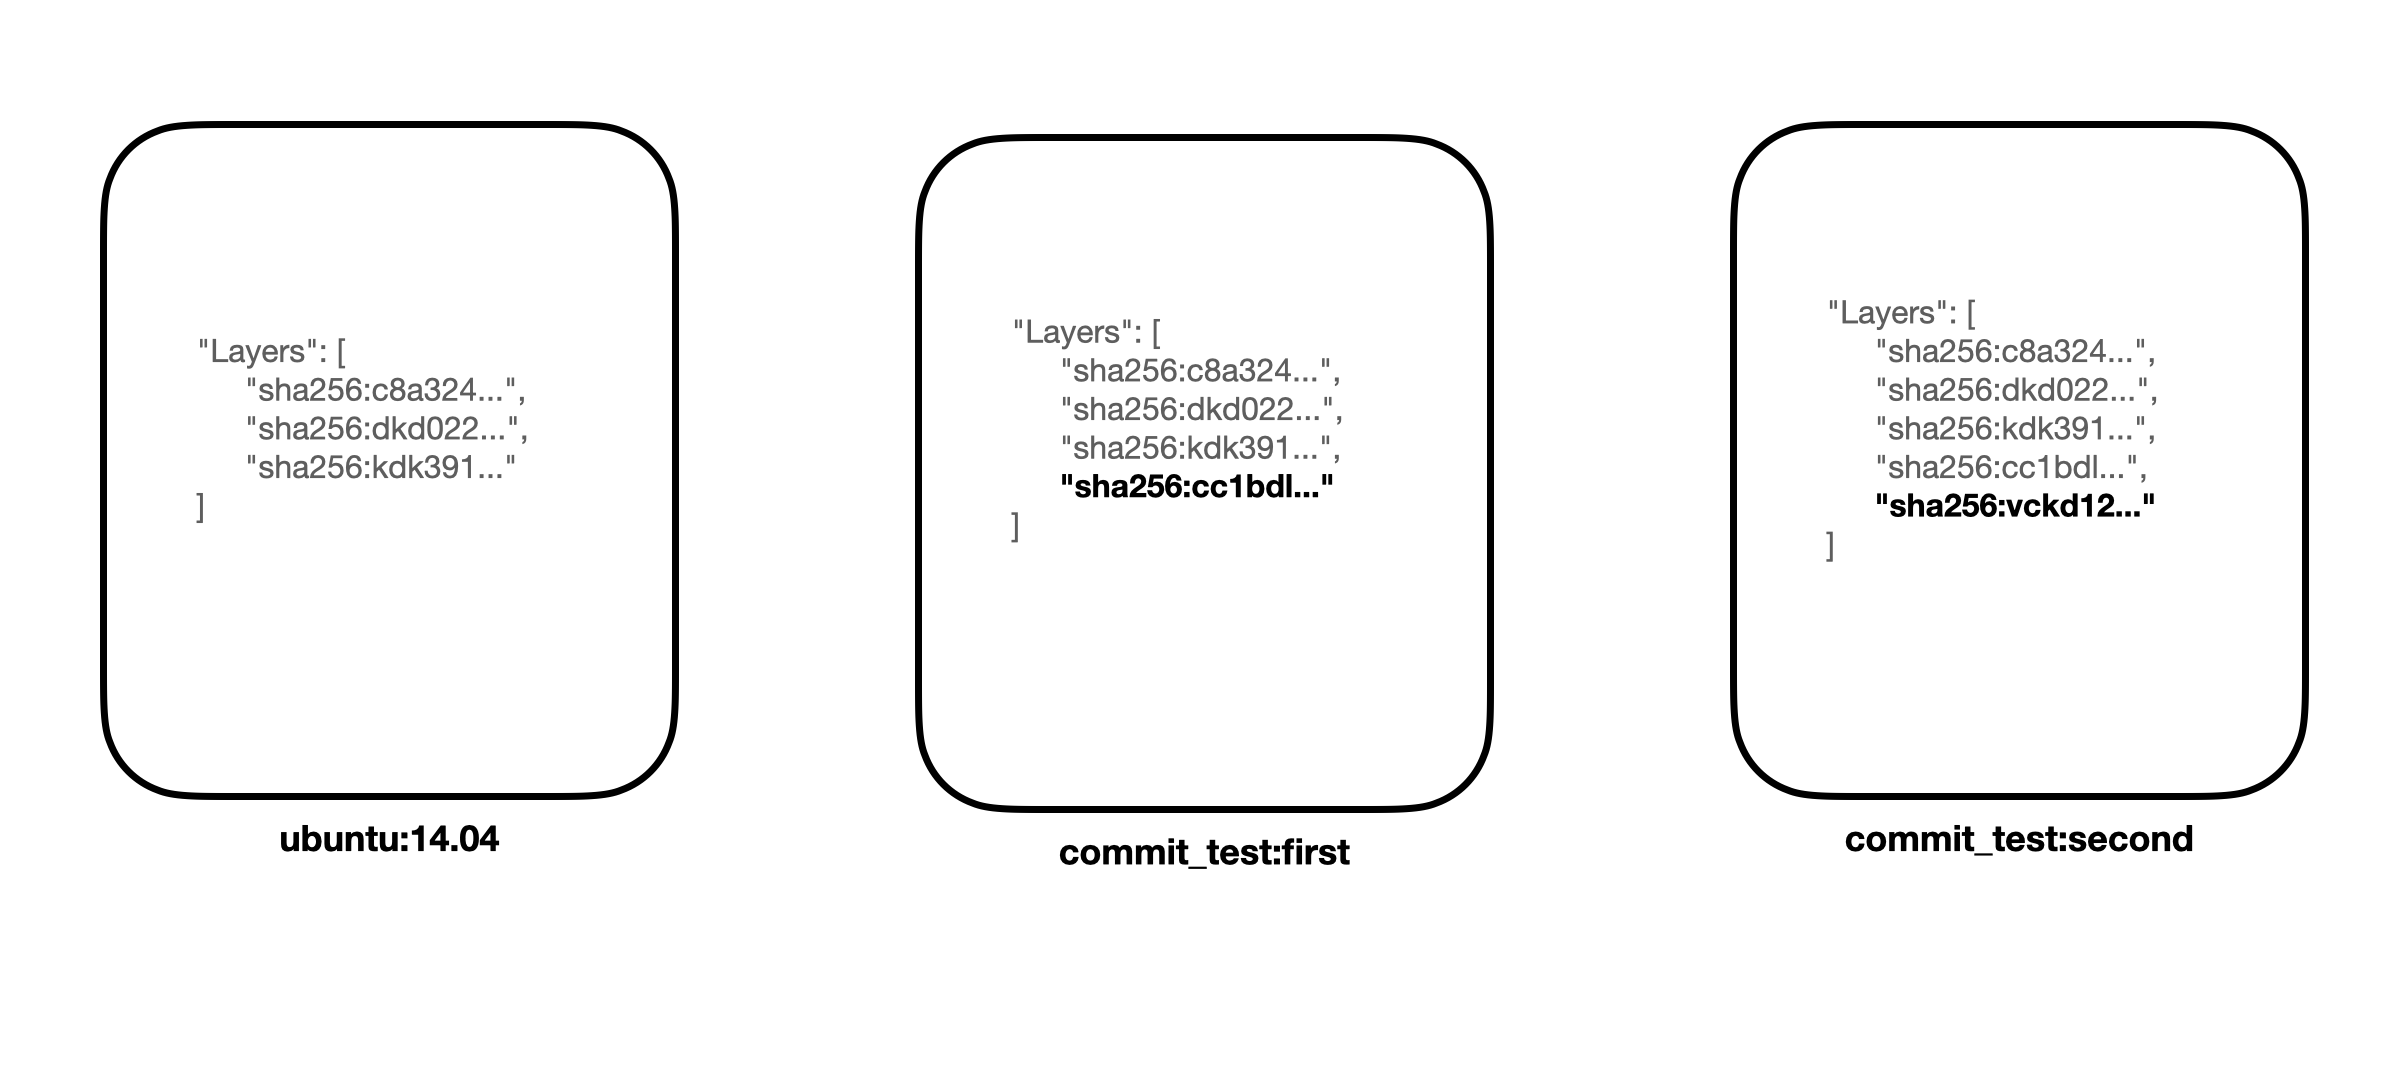 "Layers": [
"sha256:c8a324...",
"sha256:dkd022...",
"sha256:kdk391..."
]
ubuntu:14.04
"Layers": [
"sha256:c8a324...",
"sha256:dkd022...",
"sha256:kdk391...",
"sha256:cc1bdl..."
]
commit_test:first
"Layers": [
"sha256:c8a324...",
"sha256:dkd022...",
"sha256:kdk391...",
"sha256:cc1bdl...",
"sha256:vckd12..."
]
commit_test:second